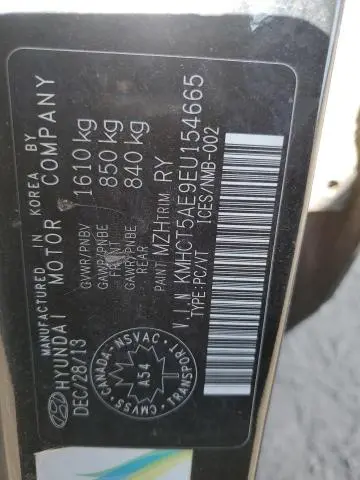 MANUFACTURED IN KOREA BY
HYUNDAI MOTOR COMPANY
DEC/28/13
GVWR/PNBV 1610 kg
GAWR/PNBE FRONT 850 kg
GAWR/PNBE REAR 840 kg
PAINT MZH TRIM RY
V I N KMHCT5AE9EU154665
TYPE:PC/VT ICES/NMB-002
CANADA-NSVAC-
TRANSPORT
CMVSS
A54